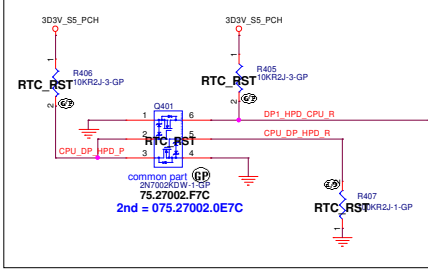 3D3V_S5_PCH
3D3V_S5_PCH
1
R406
10KR2J-3-GP
RTC_RST
2
1
R405
10KR2J-3-GP
RTC_RST
2
Q401
1
6
DP1_HPD_CPU_R
2
5
CPU_DP_HPD_R
RTC_RST
CPU_DP_HPD_P
3
4
common part
GP
2N7002KDW-1-GP
75.27002.F7C
2nd = 075.27002.0E7C
2
R407
RTC_RST
KR2J-1-GP
1